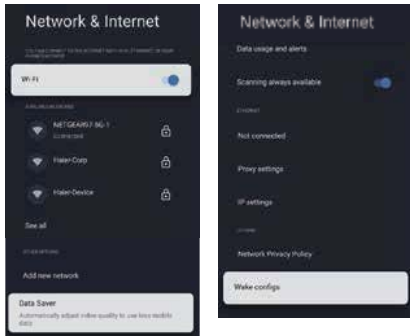 Network & Internet
Wi-Fi
NETGEAR57-5G-1
Connected
Haier-Corp
Haier-Device
See all
Add new network
Data Saver
Automatically adjust video quality to use less mobile
data
Network & Internet
Data usage and alerts
Scanning always available
ETHERNET
Not connected
Proxy settings
IP settings
OTHERS
Network Privacy Policy
Wake configs